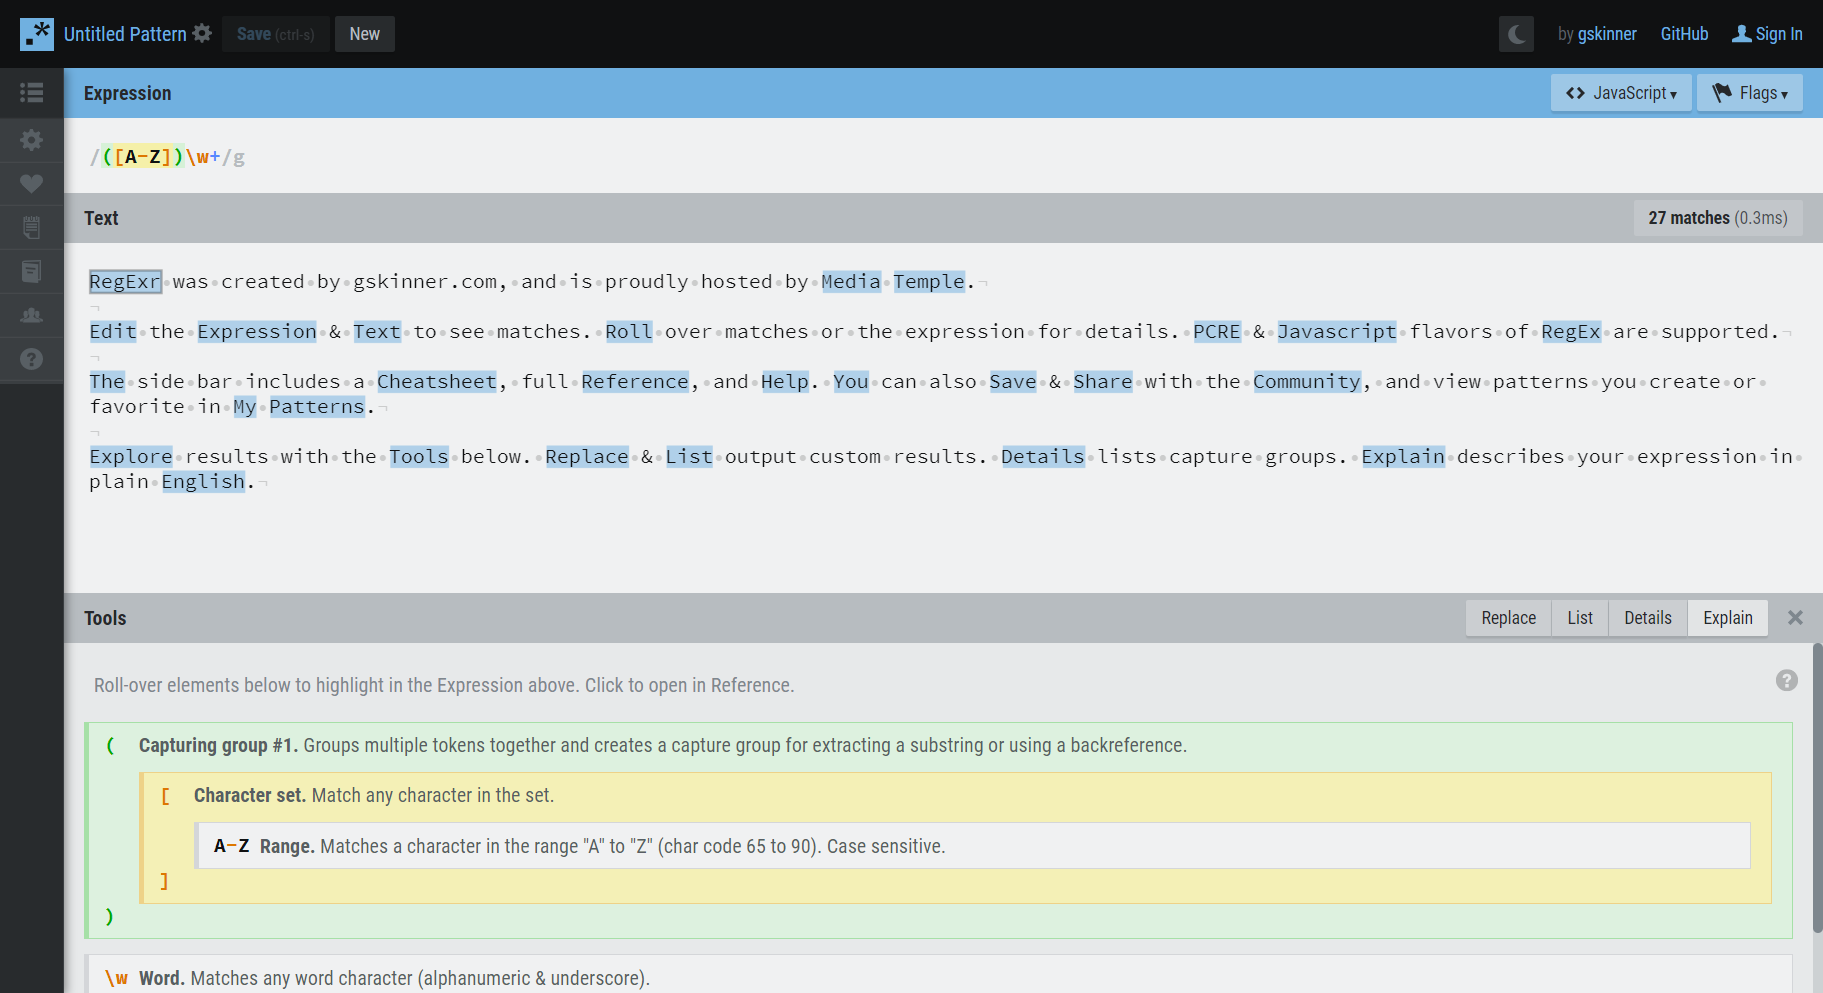 .*
Untitled Pattern Save (ctrl-s) New by gskinner GitHub Sign In
Expression <> JavaScript ▾ Flags ▾
/([A-Z])\w+/g
Text 27 matches (0.3ms)
RegExr was created by gskinner.com, and is proudly hosted by Media Temple.
Edit the Expression & Text to see matches. Roll over matches or the expression for details. PCRE & Javascript flavors of RegEx are supported.
The side bar includes a Cheatsheet, full Reference, and Help. You can also Save & Share with the Community, and view patterns you create or
favorite in My Patterns.
Explore results with the Tools below. Replace & List output custom results. Details lists capture groups. Explain describes your expression in
plain English.
Tools Replace List Details Explain ×
Roll-over elements below to highlight in the Expression above. Click to open in Reference. ?
( Capturing group #1. Groups multiple tokens together and creates a capture group for extracting a substring or using a backreference.
[ Character set. Match any character in the set.
A-Z Range. Matches a character in the range "A" to "Z" (char code 65 to 90). Case sensitive.
]
)
\w Word. Matches any word character (alphanumeric & underscore).